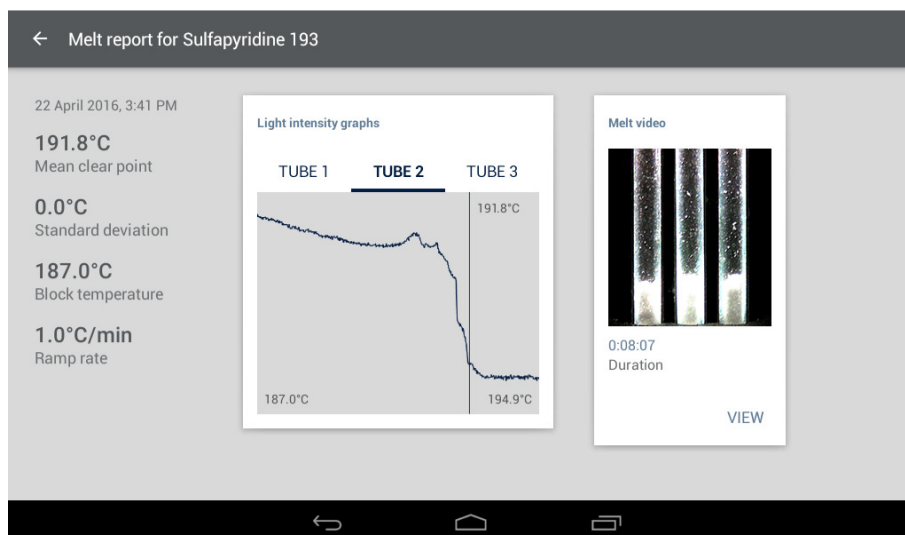 Melt report for Sulfapyridine 193
22 April 2016, 3:41 PM
191.8°C
Mean clear point
0.0°C
Standard deviation
187.0°C
Block temperature
1.0°C/min
Ramp rate
Light intensity graphs
TUBE 1 TUBE 2 TUBE 3
191.8°C
187.0°C 194.9°C
Melt video
0:08:07
Duration
VIEW